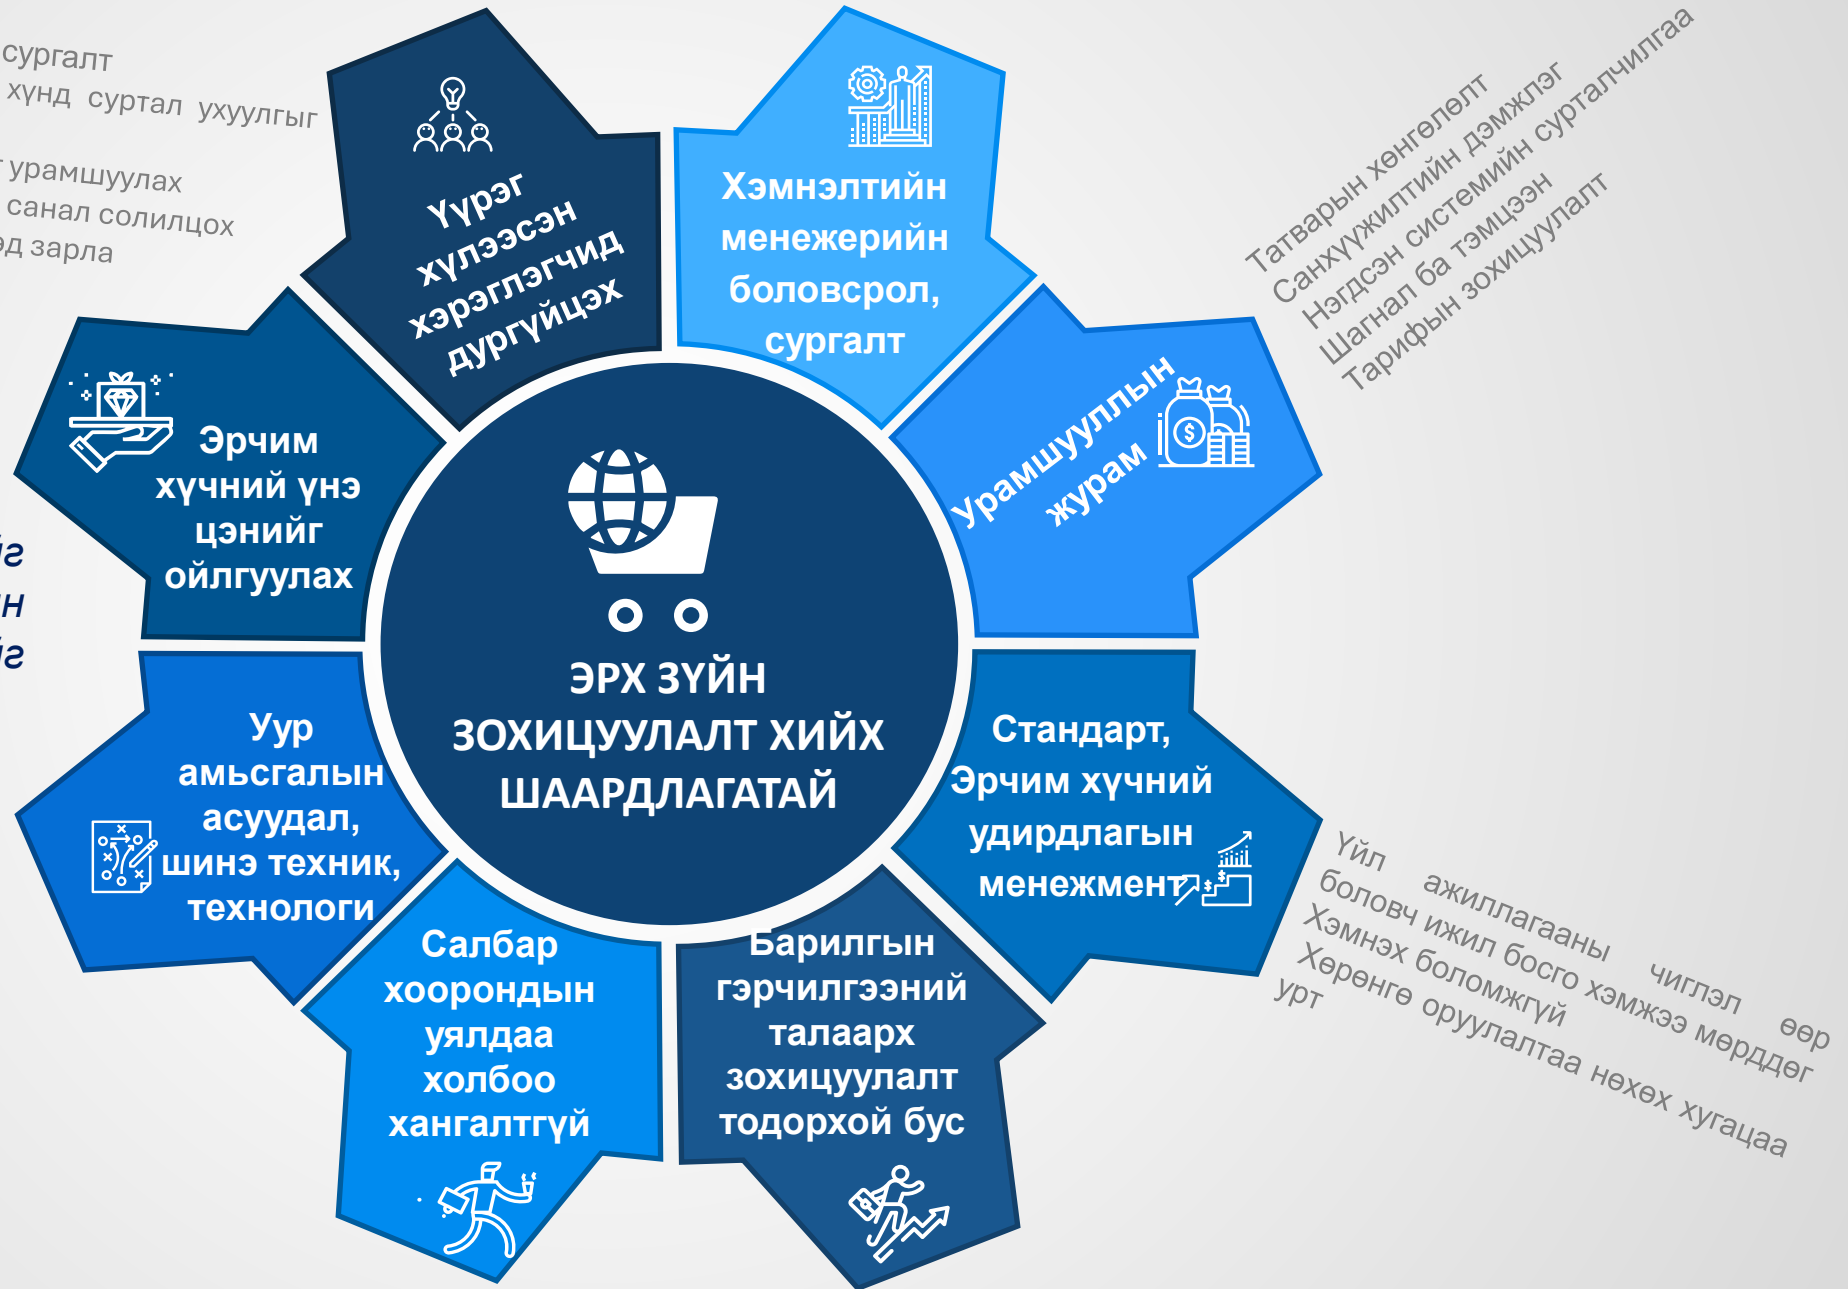 сургалт
хүнд суртал ухуулгыг
урамшуулах
санал солилцох
зарла
Үүрэг
хүлээсэн
хэрэглэгчид
дургүйцэх
Хэмнэлтийн
менежерийн
боловсрол,
сургалт
Татварын хөнгөлөлт
Санхүүжилтийн дэмжлэг
Нэгдсэн системийн сурталчилгаа
Шагнал ба тэмцээн
Тарифын зохицуулалт
Урамшууллын
журам
Эрчим
хүчний үнэ
цэнийг
ойлгуулах
ЭРХ ЗҮЙН
ЗОХИЦУУЛАЛТ ХИЙХ
ШААРДЛАГАТАЙ
Стандарт,
Эрчим хүчний
удирдлагын
менежмент
Үйл ажиллагааны чиглэл өөр
боловч ижил босго хэмжээ мөрддөг
Хэмнэх боломжгүй
Хөрөнгө оруулалтаа нөхөх хугацаа
урт
Уур
амьсгалын
асуудал,
шинэ техник,
технологи
Салбар
хоорондын
уялдаа
холбоо
хангалтгүй
Барилгын
гэрчилгээний
талаарх
зохицуулалт
тодорхой бус